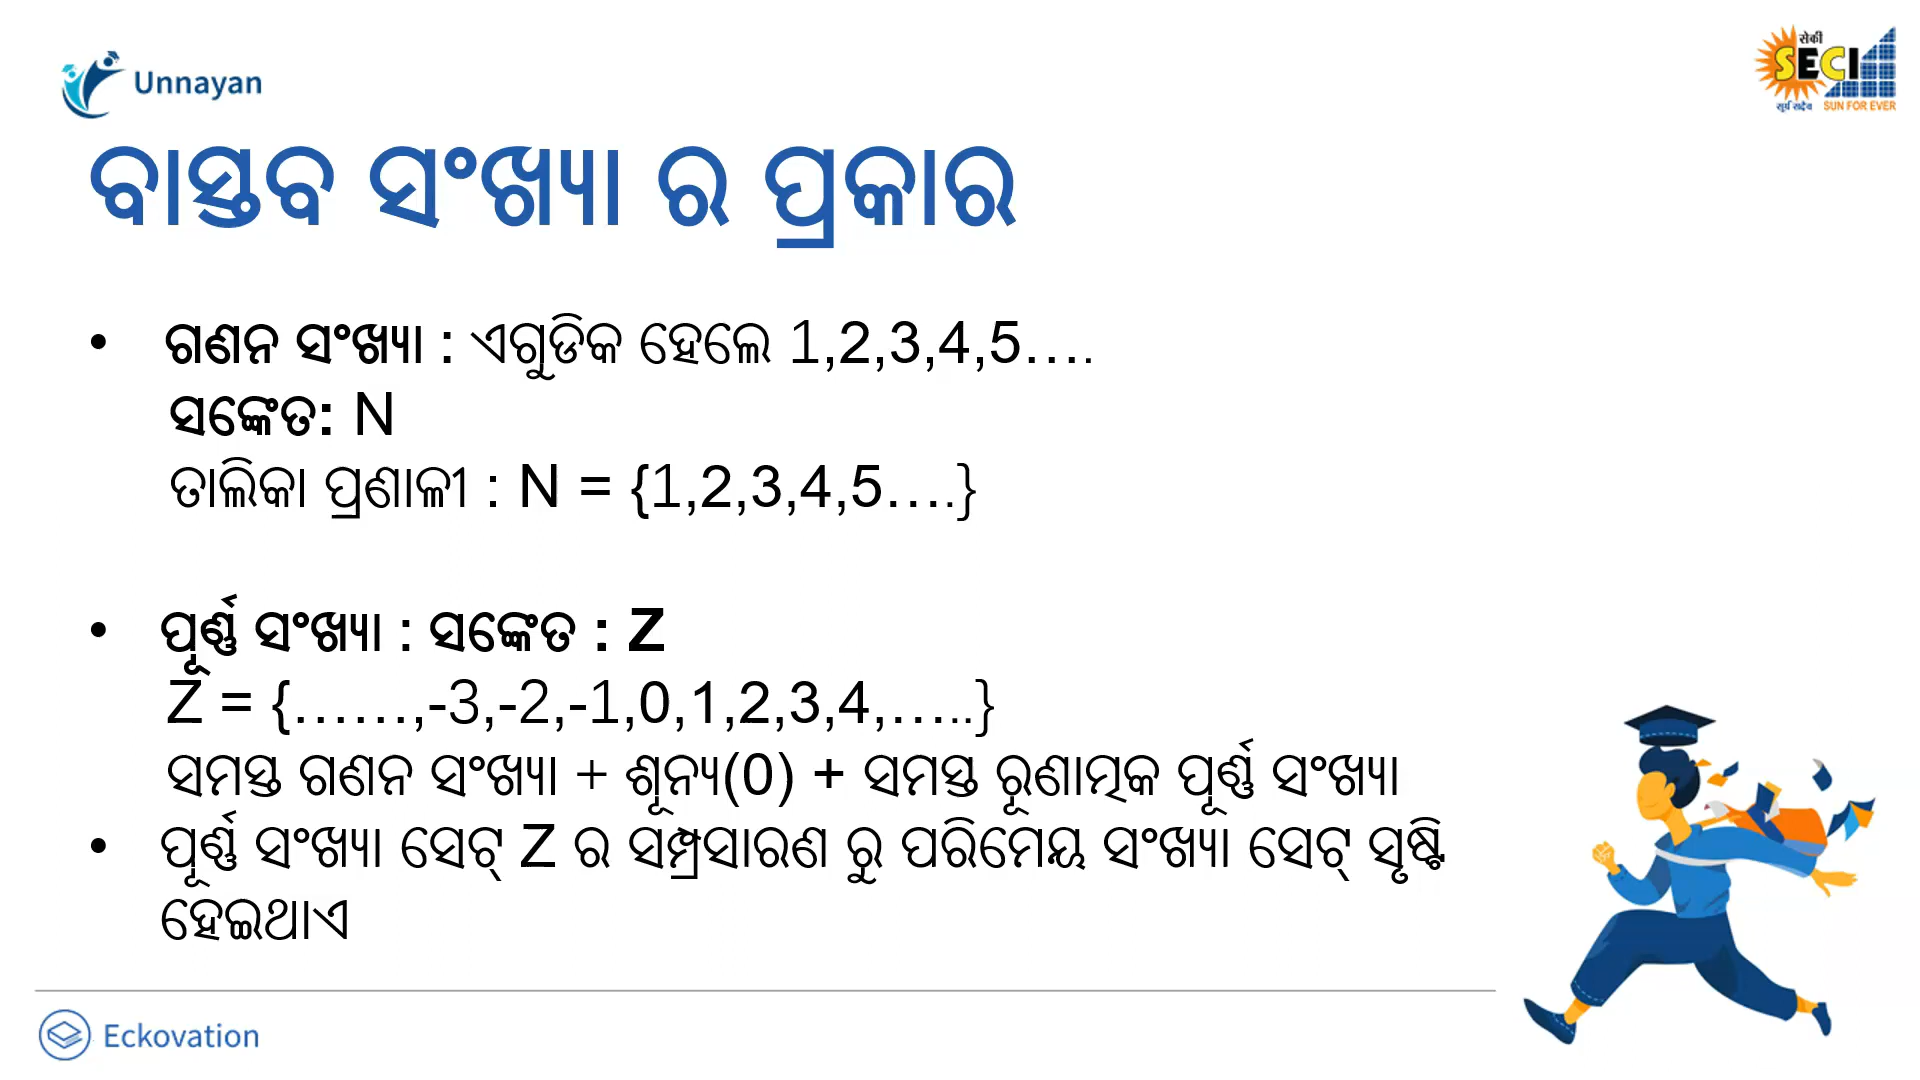 Unnayan
सेकी
SECI
सूर्य सदैव SUN FOR EVER
ବାସ୍ତବ ସଂଖ୍ୟା ର ପ୍ରକାର
• ଗଣନ ସଂଖ୍ୟା : ଏଗୁଡିକ ହେଲେ 1,2,3,4,5....
ସଙ୍କେତ: N
ତାଲିକା ପ୍ରଣାଳୀ : N = {1,2,3,4,5....}
• ପୂର୍ଣ୍ଣ ସଂଖ୍ୟା : ସଙ୍କେତ : Z
Z = {......,-3,-2,-1,0,1,2,3,4,.....}
ସମସ୍ତ ଗଣନ ସଂଖ୍ୟା + ଶୂନ୍ୟ(0) + ସମସ୍ତ ରୂଣାତ୍ମକ ପୂର୍ଣ୍ଣ ସଂଖ୍ୟା
• ପୂର୍ଣ୍ଣ ସଂଖ୍ୟା ସେଟ୍ Z ର ସମ୍ପ୍ରସାରଣ ରୁ ପରିମେୟ ସଂଖ୍ୟା ସେଟ୍ ସୃଷ୍ଟି
ହେଇଥାଏ
Eckovation